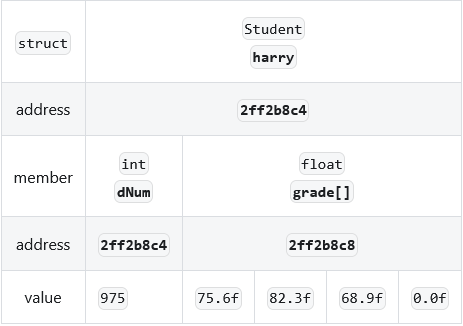 struct
Student
harry
address
2ff2b8c4
member
int
dNum
float
grade[]
address
2ff2b8c4
2ff2b8c8
value
975
75.6f
82.3f
68.9f
0.0f